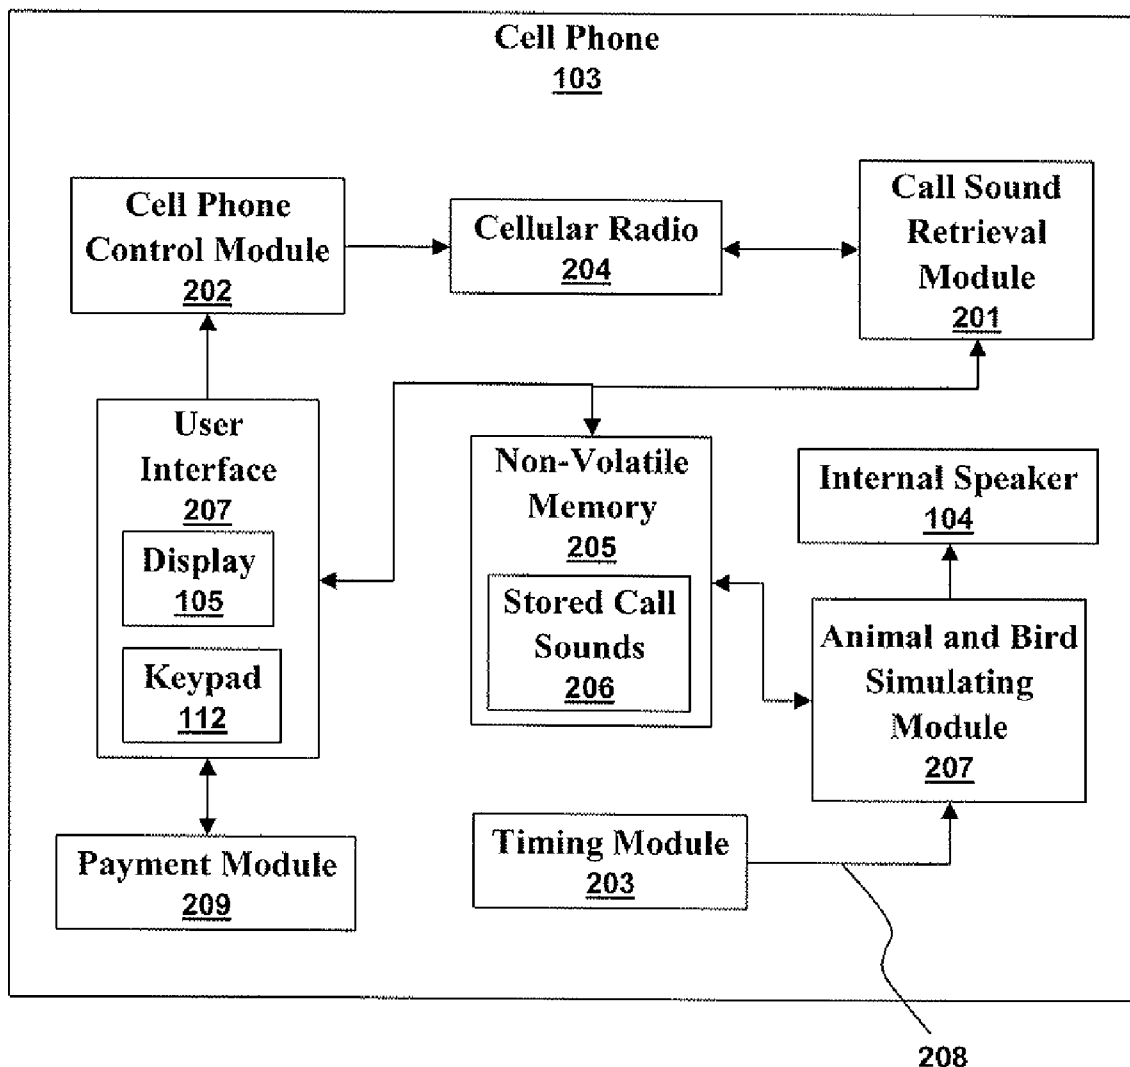 Cell Phone
103
Cell Phone
Control Module
202
Cellular Radio
204
Call Sound
Retrieval
Module
201
User
Interface
207
Display
105
Keypad
112
Non-Volatile
Memory
205
Stored Call
Sounds
206
Internal Speaker
104
Animal and Bird
Simulating
Module
207
Payment Module
209
Timing Module
203
208